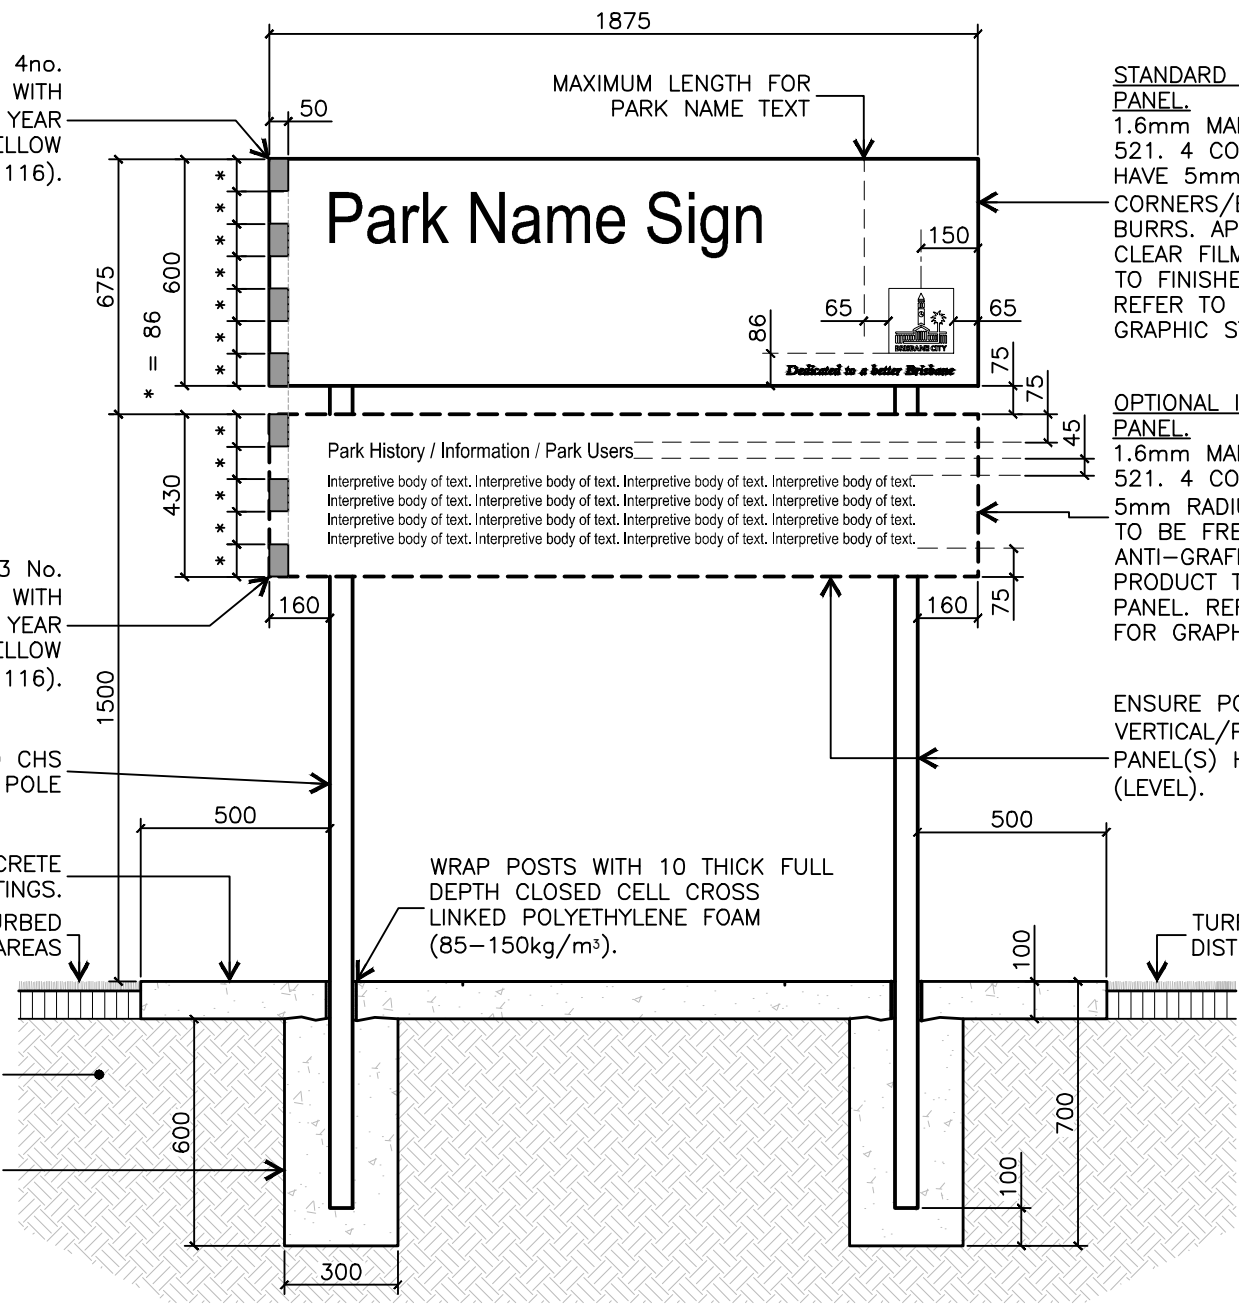 1875
4no.
WITH
YEAR
ELLOW
116).
50
MAXIMUM LENGTH FOR
PARK NAME TEXT
STANDARD
PANEL.
1.6mm MA
521. 4 CO
HAVE 5mm
CORNERS/E
BURRS. AP
CLEAR FILM
TO FINISHE
REFER TO
GRAPHIC S
Park Name Sign
675
600
* = 86
*
*
*
*
*
*
*
150
65
65
86
BRISBANE CITY
Dedicated to a better Brisbane
75
75
45
OPTIONAL I
PANEL.
1.6mm MA
521. 4 CO
5mm RADIU
TO BE FRE
ANTI-GRAFF
PRODUCT T
PANEL. REF
FOR GRAPH
Park History / Information / Park Users
Interpretive body of text. Interpretive body of text. Interpretive body of text. Interpretive body of text.
Interpretive body of text. Interpretive body of text. Interpretive body of text. Interpretive body of text.
Interpretive body of text. Interpretive body of text. Interpretive body of text. Interpretive body of text.
Interpretive body of text. Interpretive body of text. Interpretive body of text. Interpretive body of text.
430
*
*
*
*
*
3 No.
WITH
YEAR
ELLOW
116).
160
160
75
1500
ENSURE PO
VERTICAL/P
PANEL(S) H
(LEVEL).
CHS
POLE
500
500
CRETE
TINGS.
URBED
AREAS
WRAP POSTS WITH 10 THICK FULL
DEPTH CLOSED CELL CROSS
LINKED POLYETHYLENE FOAM
(85-150kg/m³).
100
TURF
DIST
600
700
100
300